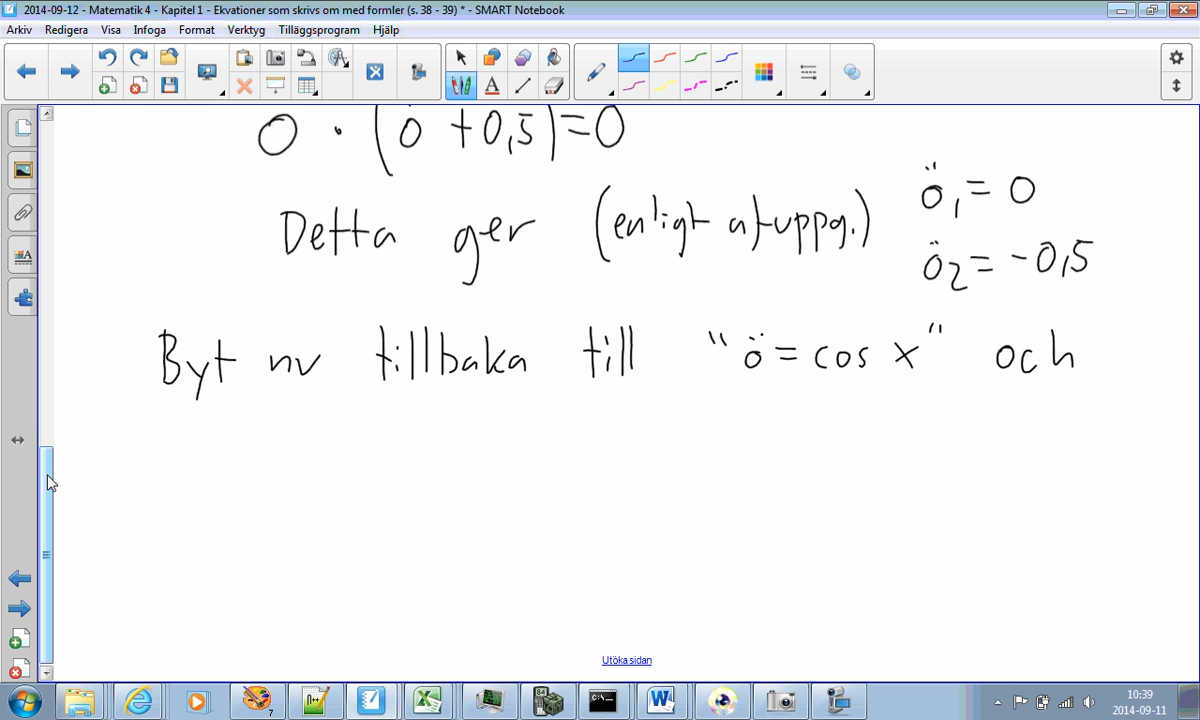 2014-09-12 - Matematik 4 - Kapitel 1 - Ekvationer som skrivs om med formler (s. 38 - 39) * - SMART Notebook
Arkiv Redigera Visa Infoga Format Verktyg Tilläggsprogram Hjälp
ö · (ö + 0,5) = 0
Detta ger (enligt a)-uppg.) ö₁ = 0
ö₂ = -0,5
Byt nu tillbaka till "ö = cos x" och
Utöka sidan
10:39
2014-09-11